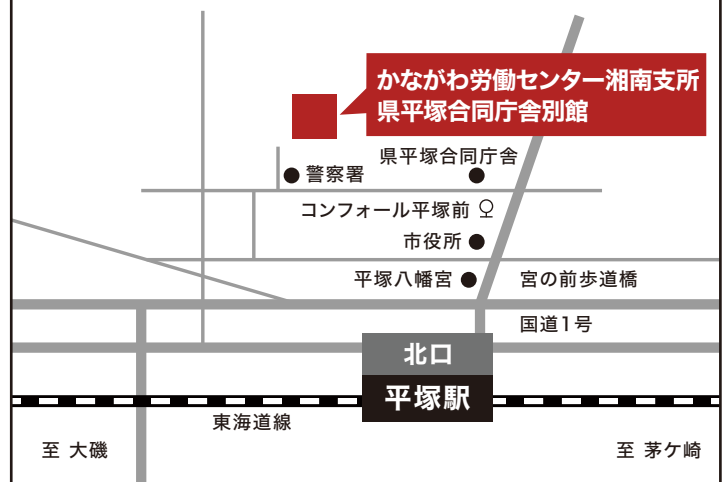 かながわ労働センター湘南支所
県平塚合同庁舎別館
県平塚合同庁舎
警察署
コンフォール平塚前
市役所
平塚八幡宮
宮の前歩道橋
国道1号
北口
平塚駅
東海道線
至 大磯
至 茅ケ崎